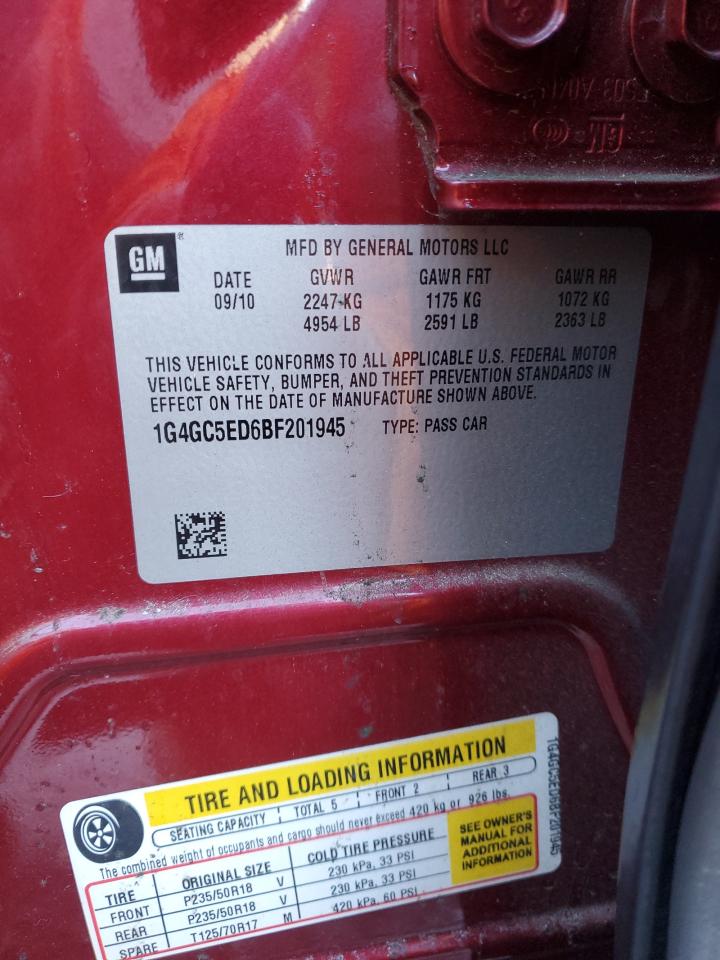 GM
®
MFD BY GENERAL MOTORS LLC
DATE GVWR GAWR FRT GAWR RR
09/10 2247 KG 1175 KG 1072 KG
4954 LB 2591 LB 2363 LB
THIS VEHICLE CONFORMS TO ALL APPLICABLE U.S. FEDERAL MOTOR
VEHICLE SAFETY, BUMPER, AND THEFT PREVENTION STANDARDS IN
EFFECT ON THE DATE OF MANUFACTURE SHOWN ABOVE.
1G4GC5ED6BF201945 TYPE: PASS CAR
TIRE AND LOADING INFORMATION
SEATING CAPACITY TOTAL 5 FRONT 2 REAR 3
The combined weight of occupants and cargo should never exceed 420 kg or 926 lbs.
TIRE ORIGINAL SIZE COLD TIRE PRESSURE
FRONT P235/50R18 V 230 kPa, 33 PSI
REAR P235/50R18 V 230 kPa, 33 PSI
SPARE T125/70R17 M 420 kPa, 60 PSI
SEE OWNER'S
MANUAL FOR
ADDITIONAL
INFORMATION
1G4GC5ED6BF201945
GM